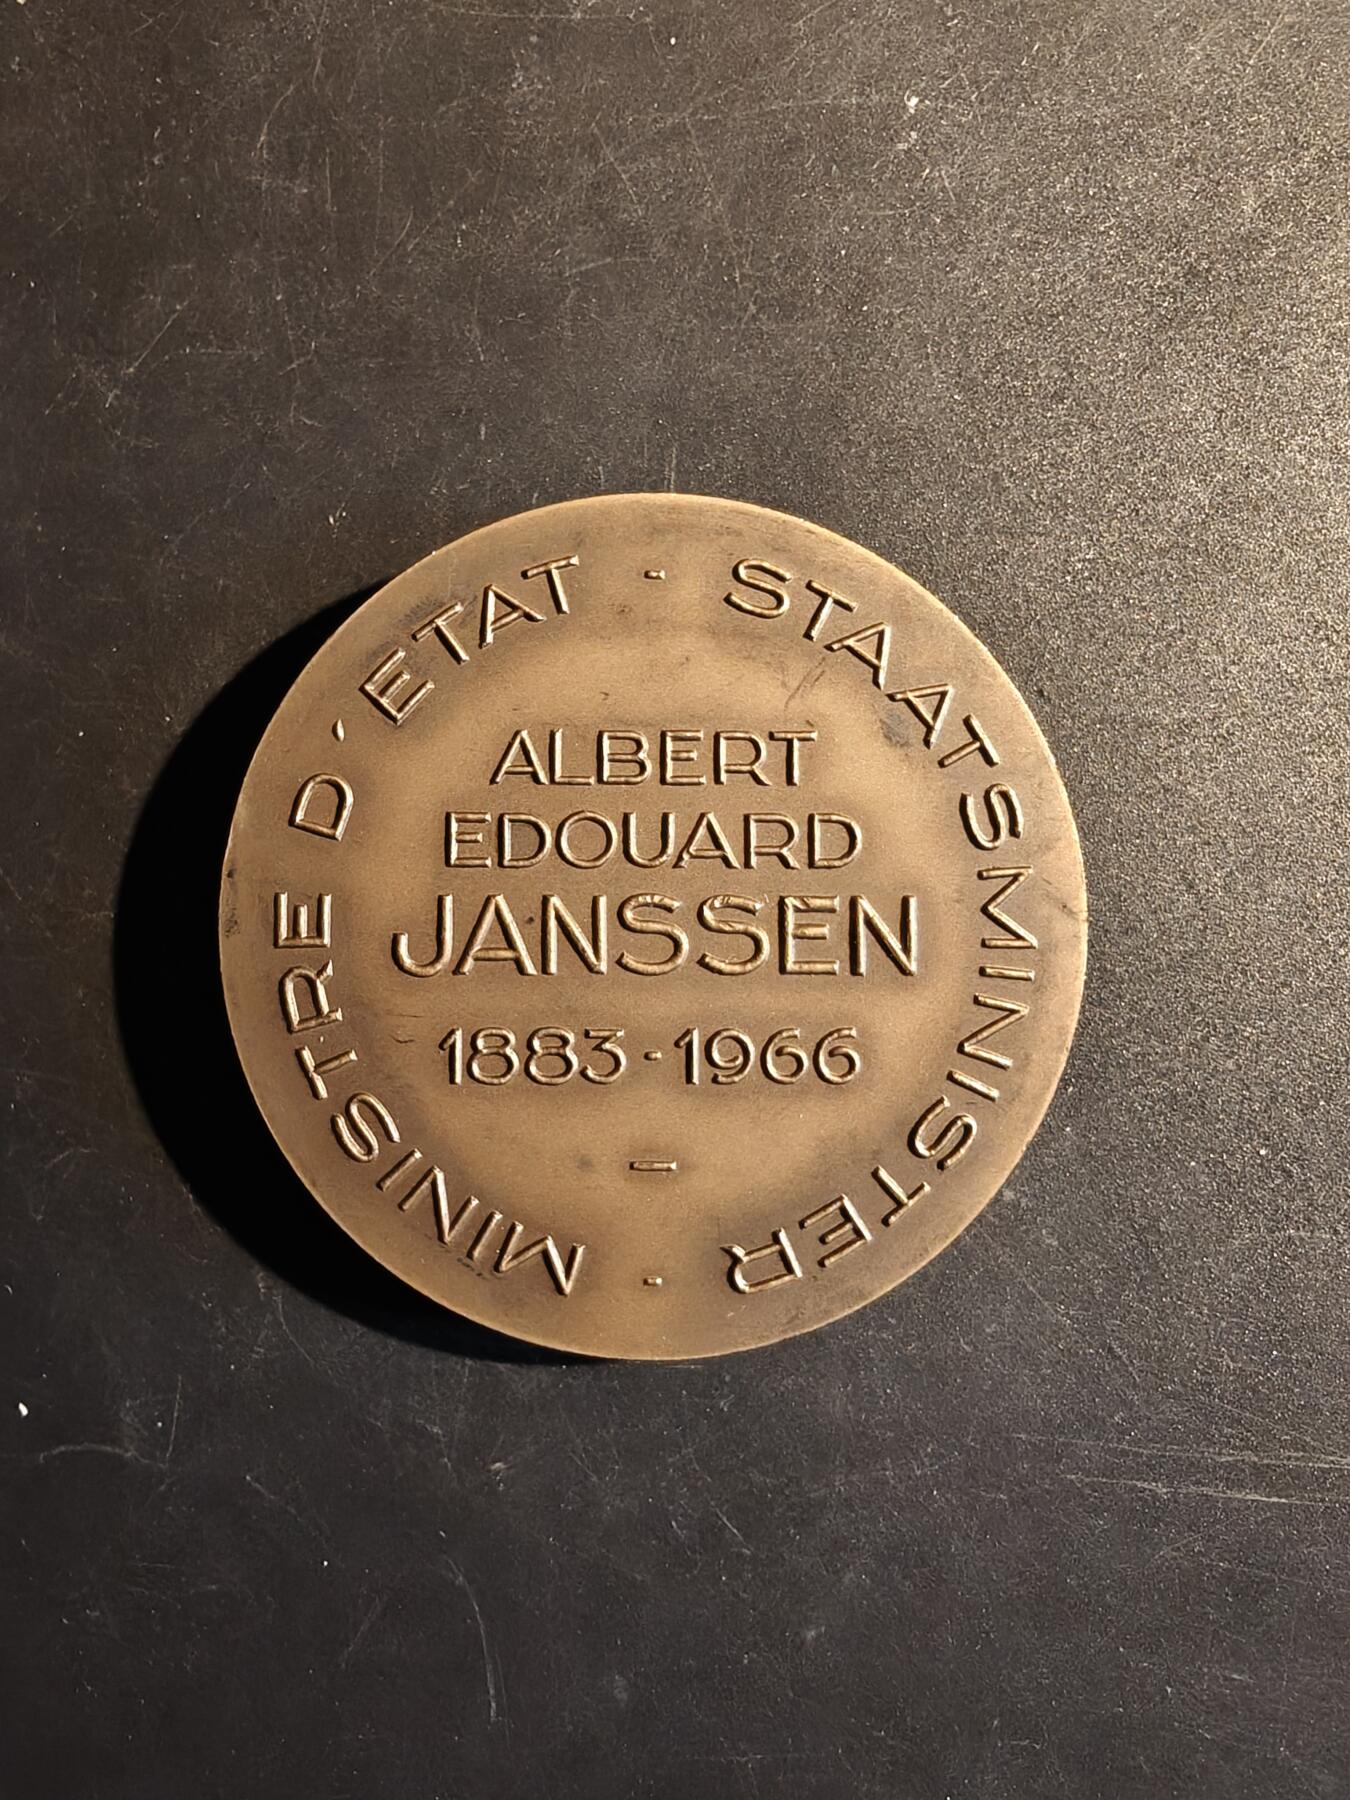 MINISTRE D'ETAT · STAATSMINISTER ·
ALBERT
EDOUARD
JANSSEN
1883 · 1966